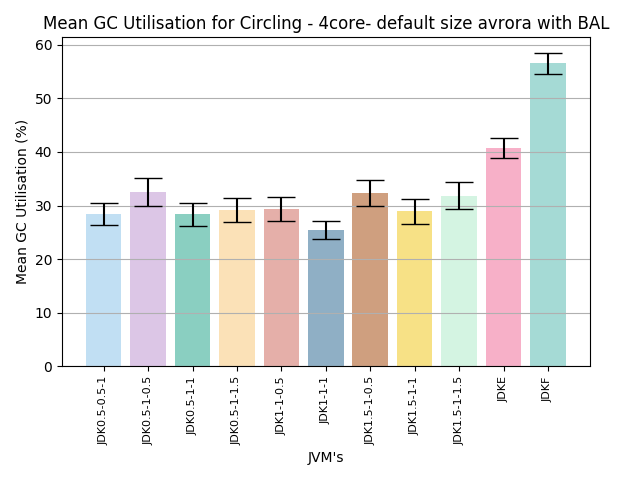 Mean GC Utilisation for Circling - 4core- default size avrora with BAL
Mean GC Utilisation (%)
60
50
40
30
20
10
0
JDK0.5-0.5-1
JDK0.5-1-0.5
JDK0.5-1-1
JDK0.5-1-1.5
JDK1-1-0.5
JDK1-1-1
JDK1.5-1-0.5
JDK1.5-1-1
JDK1.5-1-1.5
JDKE
JDKF
JVM's